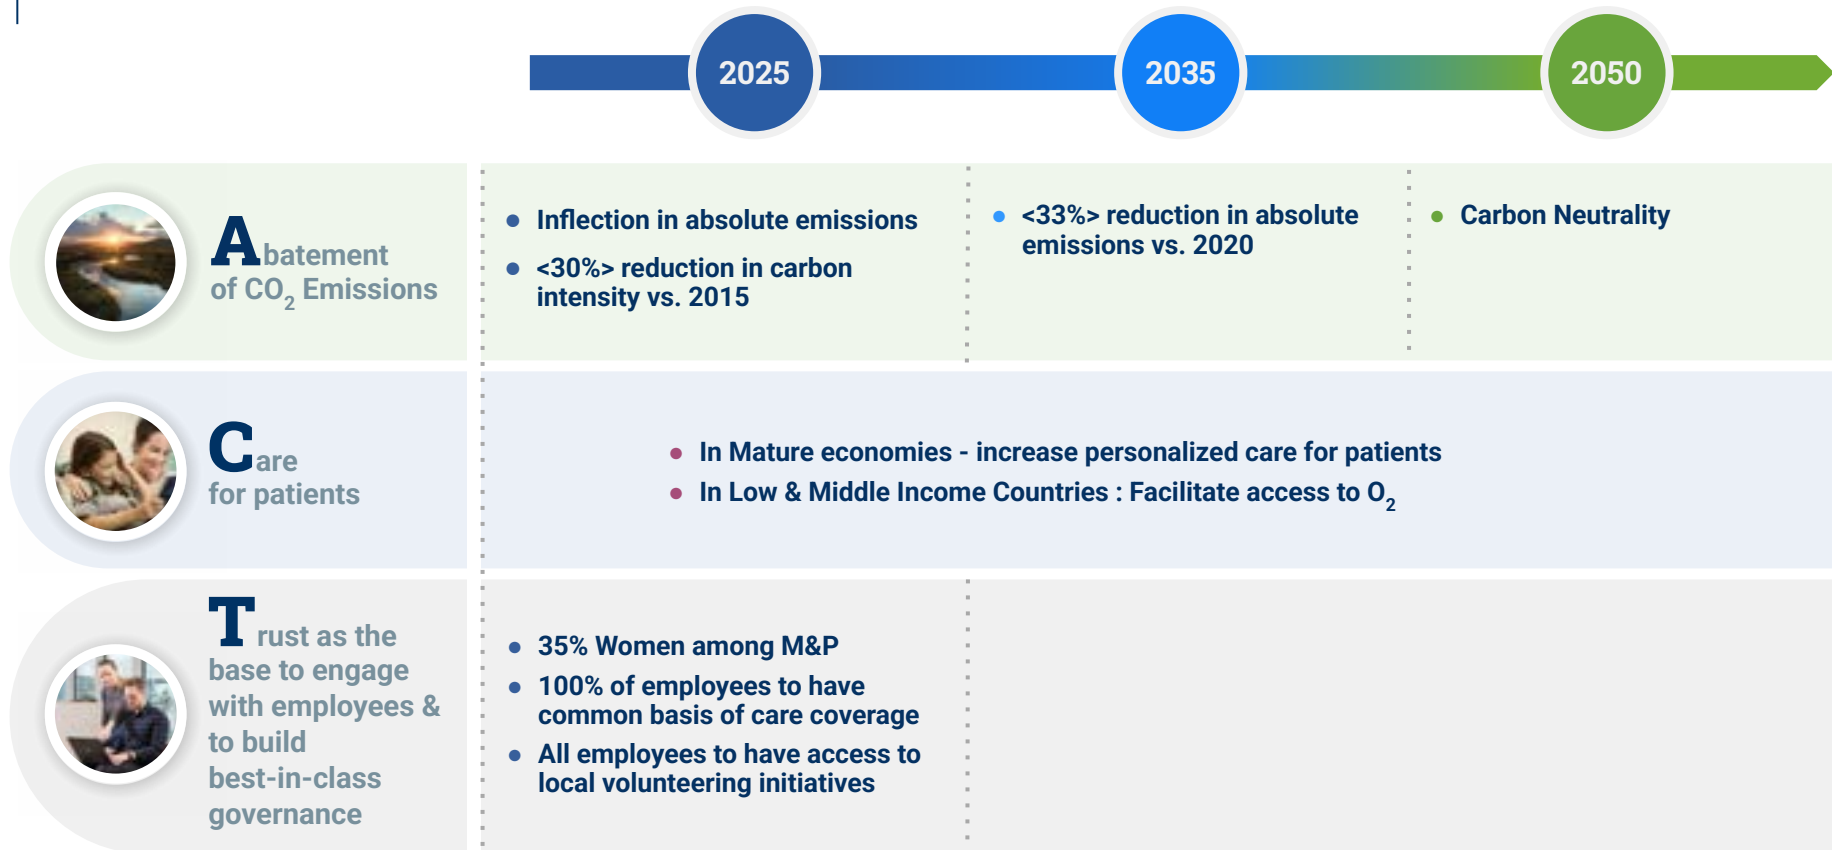 2025
2035
2050
Abatement
of CO2 Emissions
Inflection in absolute emissions
<30%> reduction in carbon
intensity vs. 2015
<33%> reduction in absolute
emissions vs. 2020
Carbon Neutrality
Care
for patients
In Mature economies - increase personalized care for patients
In Low & Middle Income Countries : Facilitate access to O2
Trust as the
base to engage
with employees &
to build
best-in-class
governance
35% Women among M&P
100% of employees to have
common basis of care coverage
All employees to have access to
local volunteering initiatives